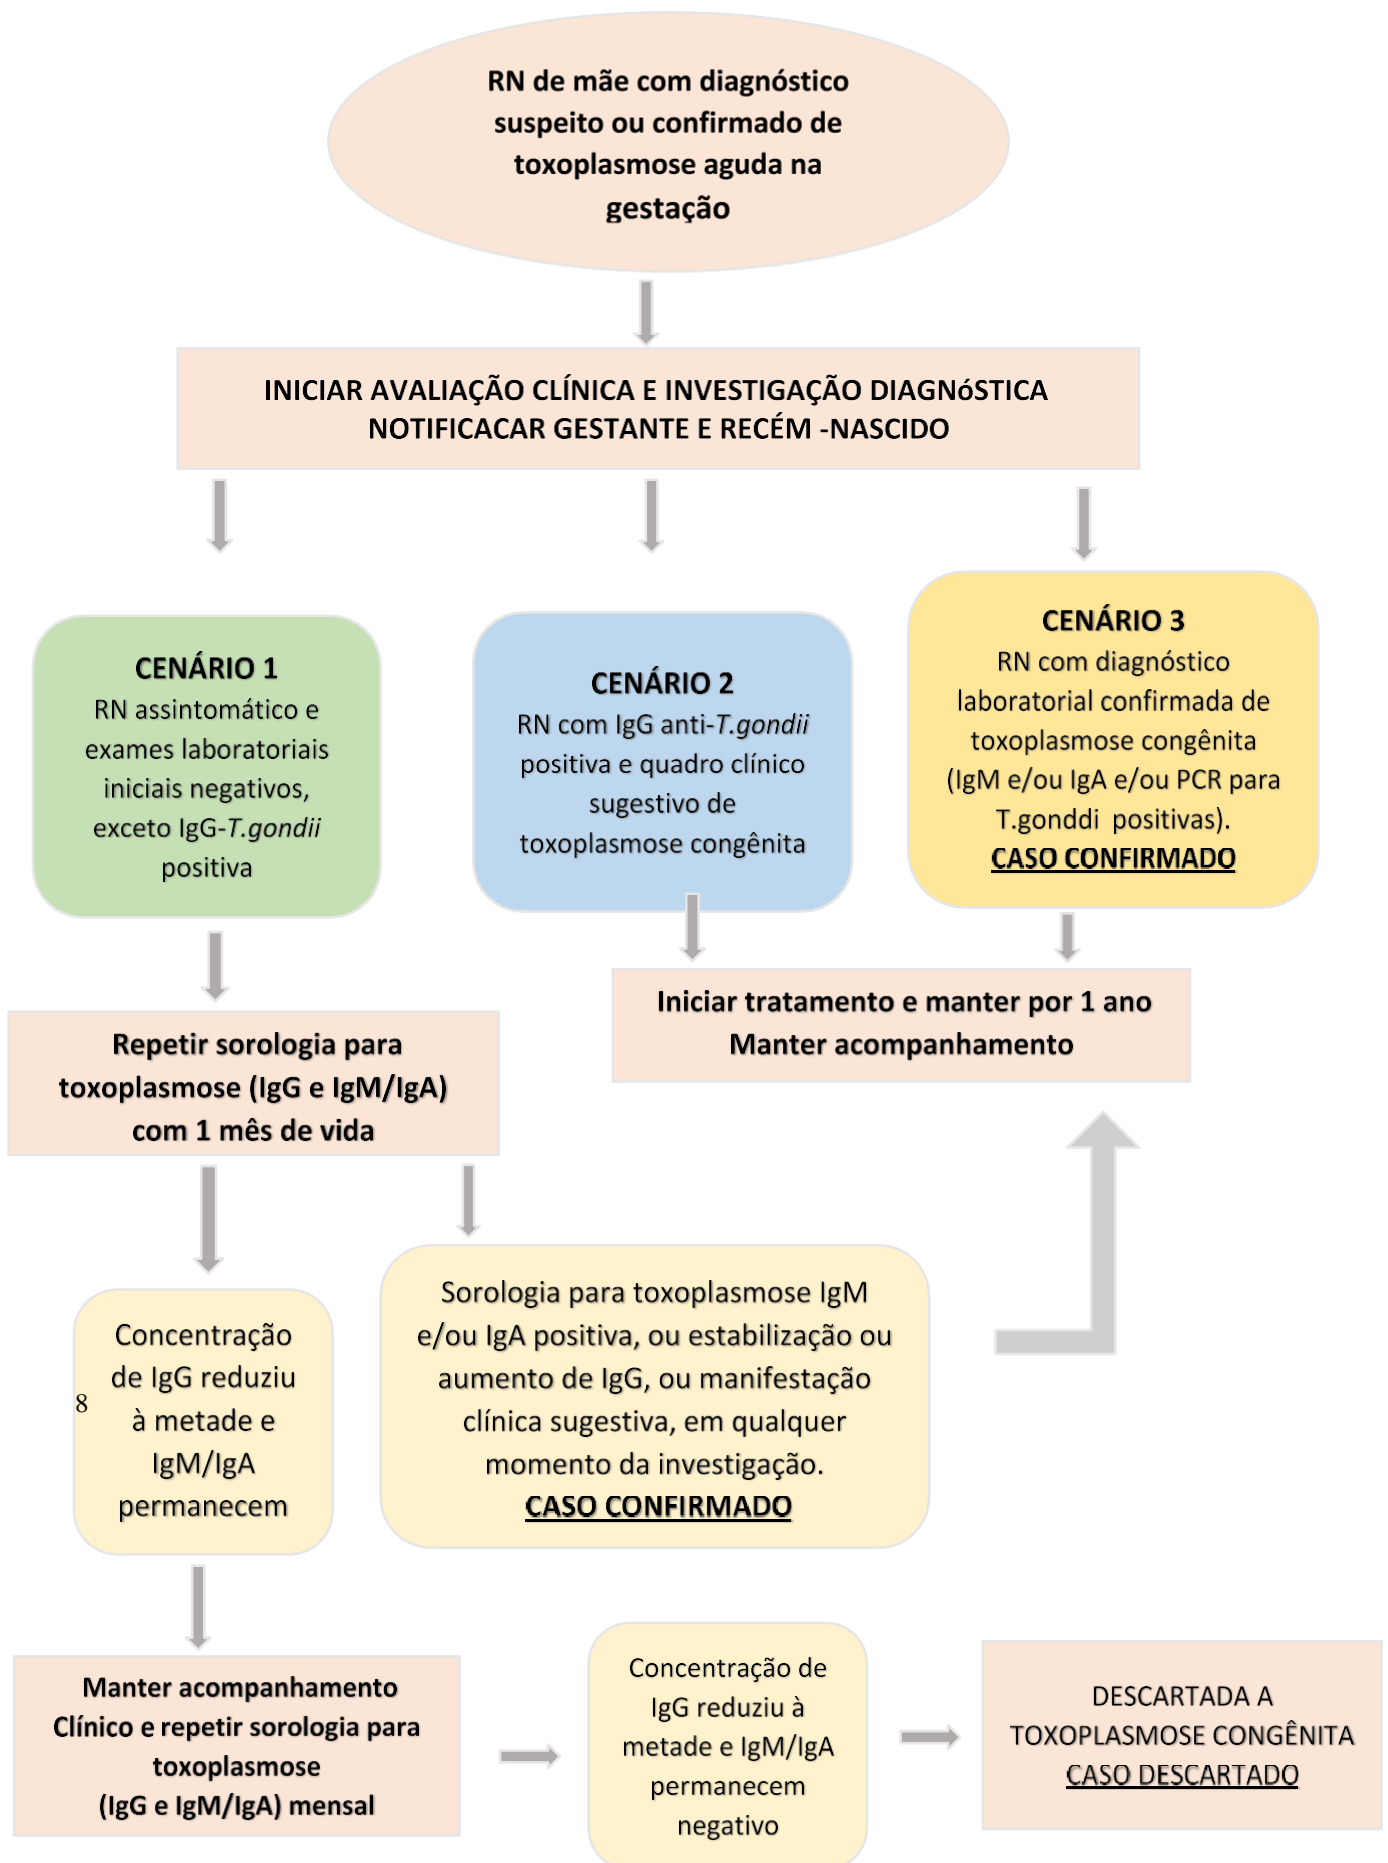 RN de mãe com diagnóstico
suspeito ou confirmado de
toxoplasmose aguda na
gestação
INICIAR AVALIAÇÃO CLÍNICA E INVESTIGAÇÃO DIAGNóSTICA
NOTIFICACAR GESTANTE E RECÉM -NASCIDO
CENÁRIO 1
RN assintomático e
exames laboratoriais
iniciais negativos,
exceto IgG-T.gondii
positiva
CENÁRIO 2
RN com IgG anti-T.gondii
positiva e quadro clínico
sugestivo de
toxoplasmose congênita
CENÁRIO 3
RN com diagnóstico
laboratorial confirmada de
toxoplasmose congênita
(IgM e/ou IgA e/ou PCR para
T.gonddi positivas).
CASO CONFIRMADO
Repetir sorologia para
toxoplasmose (IgG e IgM/IgA)
com 1 mês de vida
Iniciar tratamento e manter por 1 ano
Manter acompanhamento
Concentração
de IgG reduziu
à metade e
IgM/IgA
permanecem
8
Sorologia para toxoplasmose IgM
e/ou IgA positiva, ou estabilização ou
aumento de IgG, ou manifestação
clínica sugestiva, em qualquer
momento da investigação.
CASO CONFIRMADO
Manter acompanhamento
Clínico e repetir sorologia para
toxoplasmose
(IgG e IgM/IgA) mensal
Concentração de
IgG reduziu à
metade e IgM/IgA
permanecem
negativo
DESCARTADA A
TOXOPLASMOSE CONGÊNITA
CASO DESCARTADO